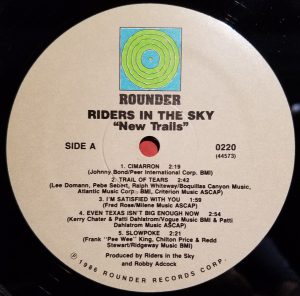 ROUNDER
RIDERS IN THE SKY
"New Trails"
SIDE A
0220
(44573)
1. CIMARRON 2:19
(Johnny Bond/Peer International Corp. BMI)
2. TRAIL OF TEARS 2:42
(Lee Domann, Pebe Sebert, Ralph Whiteway/Boquillas Canyon Music,
Atlantic Music Corp. BMI, Criterion Music ASCAP)
3. I'M SATISFIED WITH YOU 1:59
(Fred Rose/Milene Music ASCAP)
4. EVEN TEXAS ISN'T BIG ENOUGH NOW 2:54
(Kerry Chater & Patti Dahlstrom/Vogue Music BMI & Patti
Dahlstrom Music ASCAP)
5. SLOWPOKE 2:21
(Frank "Pee Wee" King, Chilton Price & Redd
Stewart/Ridgeway Music BMI)
Produced by Riders in the Sky
and Robby Adcock
℗ 1986 ROUNDER RECORDS CORP.